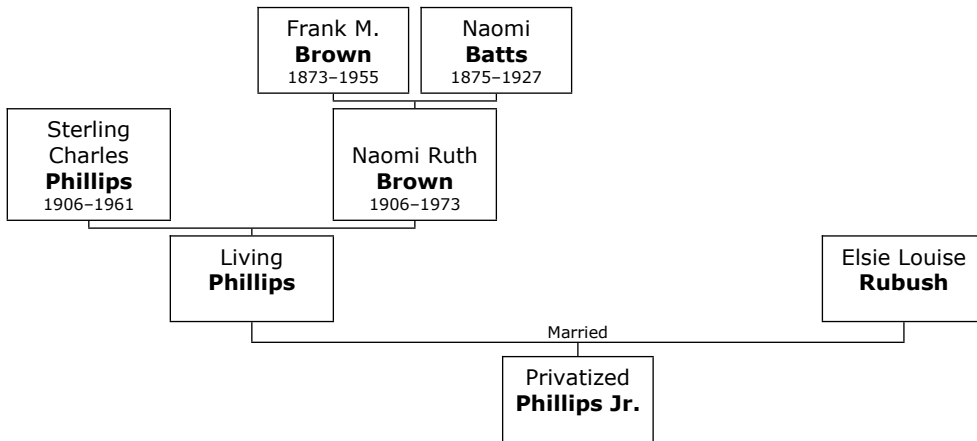 Frank M.
Brown
1873–1955
Naomi
Batts
1875–1927
Sterling
Charles
Phillips
1906–1961
Naomi Ruth
Brown
1906–1973
Living
Phillips
Elsie Louise
Rubush
Married
Privatized
Phillips Jr.